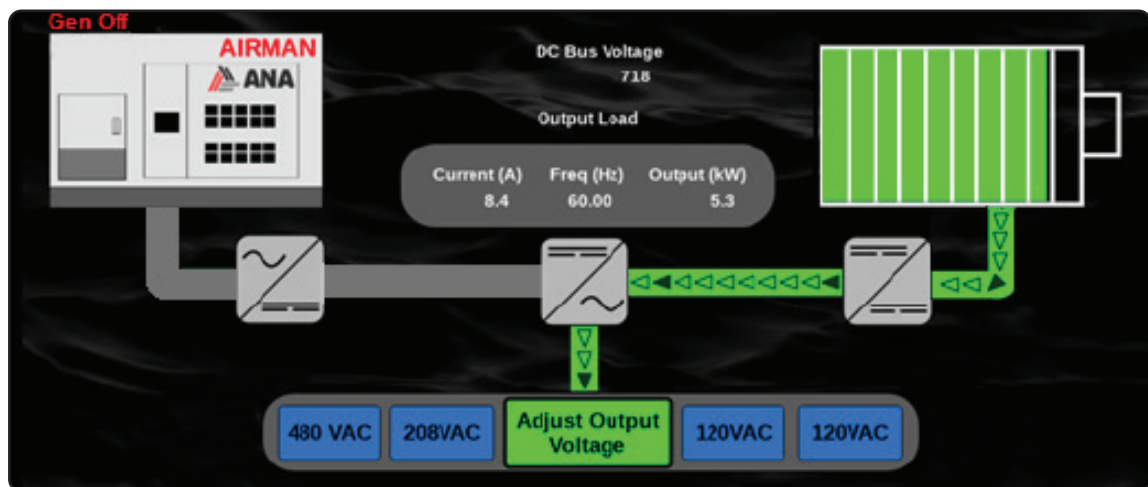 Gen Off
AIRMAN
ANA
DC Bus Voltage
718
Output Load
Current (A) Freq (Hz) Output (kW)
8.4 60.00 5.3
480 VAC 208VAC Adjust Output Voltage 120VAC 120VAC